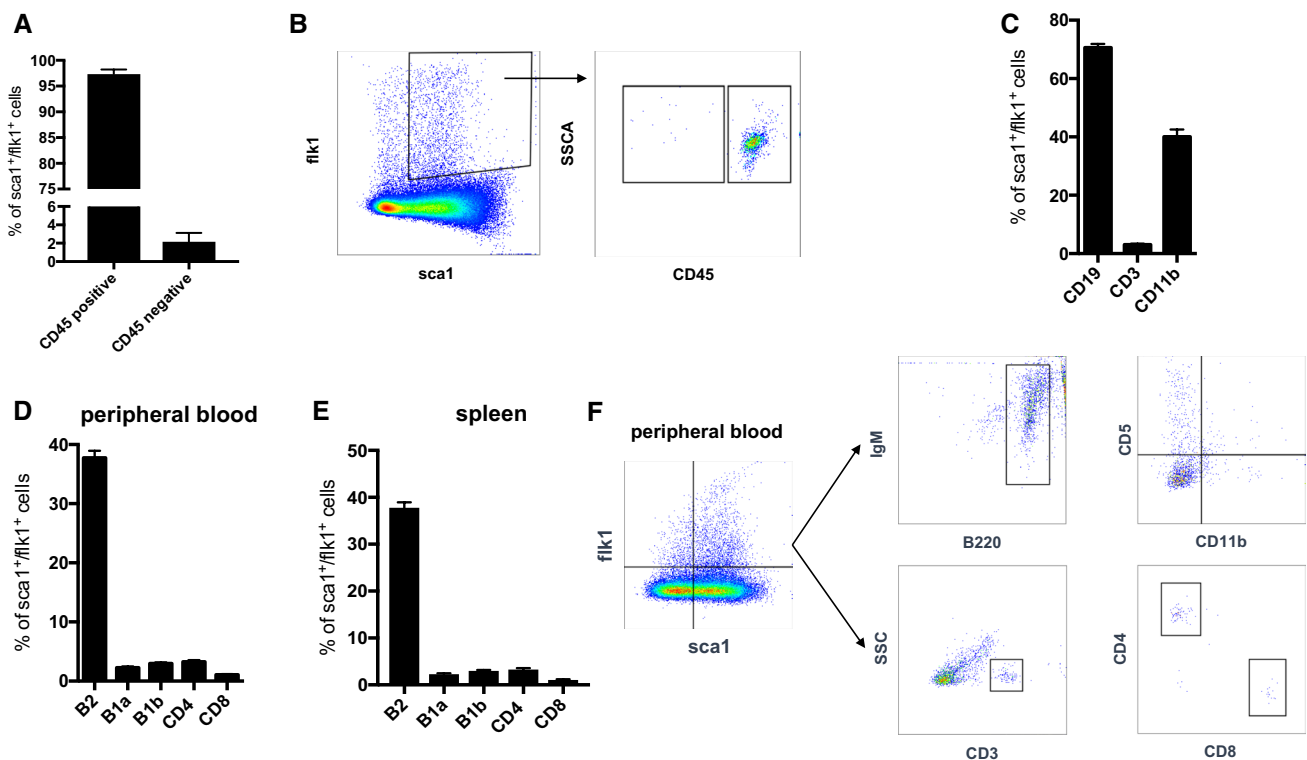 A
% of sca1⁺/flk1⁺ cells
100
95
90
85
80
75
6
4
2
0
CD45 positive
CD45 negative
B
flk1
sca1
SSCA
CD45
C
% of sca1⁺/flk1⁺ cells
80
60
40
20
0
CD19
CD3
CD11b
D
peripheral blood
% of sca1⁺/flk1⁺ cells
40
30
20
10
0
B2
B1a
B1b
CD4
CD8
E
spleen
% of sca1⁺/flk1⁺ cells
50
40
30
20
10
0
B2
B1a
B1b
CD4
CD8
F
peripheral blood
flk1
sca1
IgM
B220
CD5
CD11b
SSC
CD3
CD4
CD8